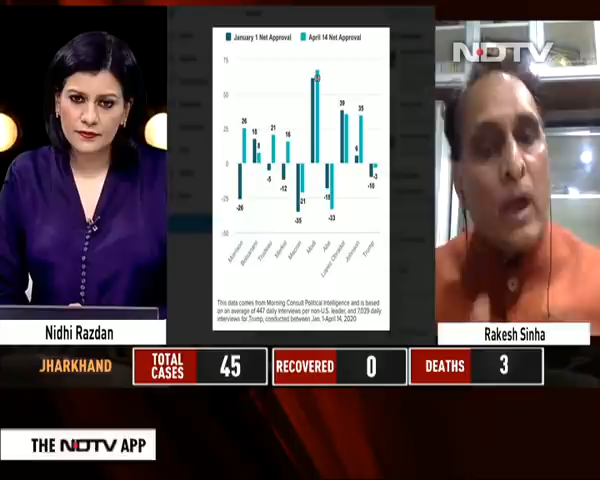 NDTV
January 1 Net Approval
April 14 Net Approval
75
50
25
0
-25
-50
26
-26
18
8
21
-5
16
-12
-35
-21
-18
-33
39
35
6
-10
-3
Morrison
Bolsonaro
Trudeau
Merkel
Macron
Modi
Abe
Lopez Obrador
Johnson
Trump
This data comes from Morning Consult Political Intelligence and is based
on an average of 447 daily interviews per non-U.S. leader, and 7,039 daily
interviews for Trump, conducted between Jan. 1-April 14, 2020
Nidhi Razdan
Rakesh Sinha
JHARKHAND
TOTAL CASES
45
RECOVERED
0
DEATHS
3
THE NDTV APP